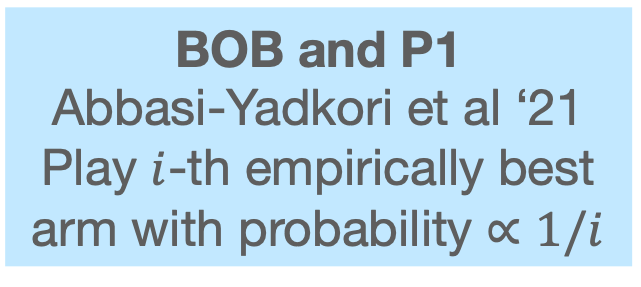 BOB and P1
Abbasi-Yadkori et al ‘21
Play 𝑖-th empirically best
arm with probability ∝ 1/𝑖